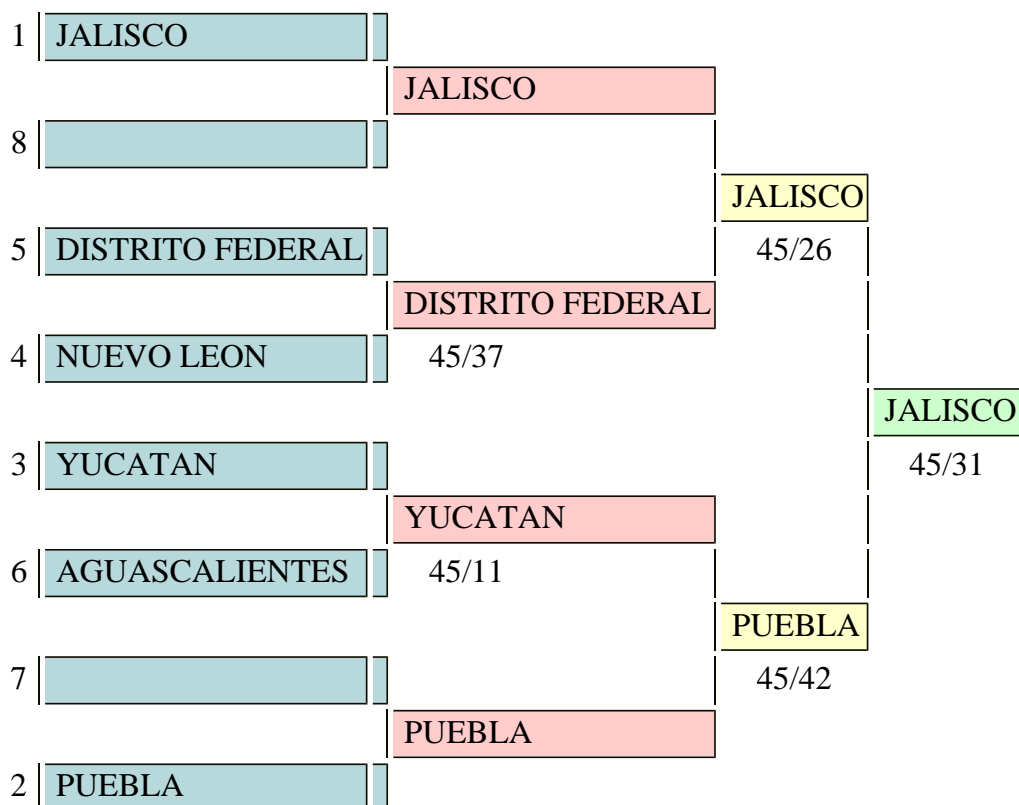 1 JALISCO
JALISCO
8
JALISCO
5 DISTRITO FEDERAL 45/26
DISTRITO FEDERAL
4 NUEVO LEON 45/37
JALISCO
3 YUCATAN 45/31
YUCATAN
6 AGUASCALIENTES 45/11
PUEBLA
7 45/42
PUEBLA
2 PUEBLA